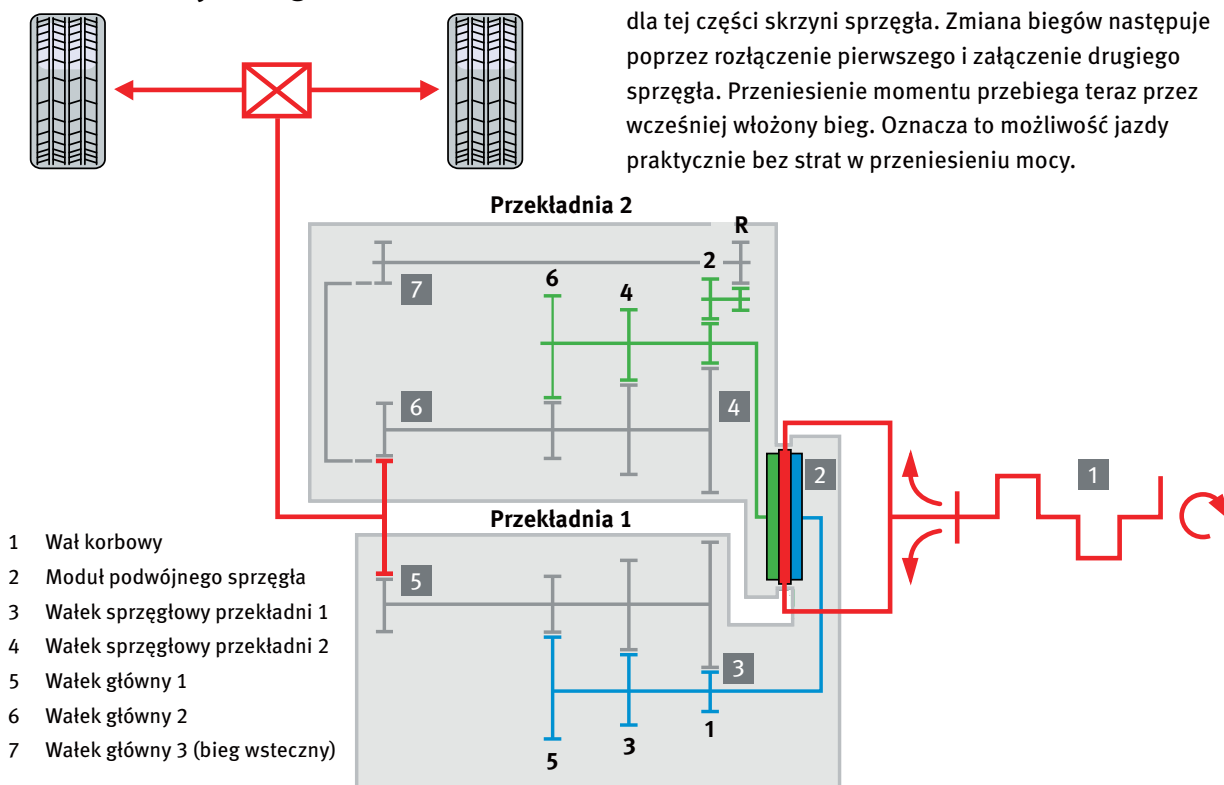 dla tej części skrzyni sprzęgła. Zmiana biegów następuje
poprzez rozłączenie pierwszego i załączenie drugiego
sprzęgła. Przeniesienie momentu przebiega teraz przez
wcześniej włożony bieg. Oznacza to możliwość jazdy
praktycznie bez strat w przeniesieniu mocy.
Przekładnia 2
R
2
6
4
7
6
4
2
1
Przekładnia 1
5
3
1
3
5
1 Wał korbowy
2 Moduł podwójnego sprzęgła
3 Wałek sprzęgłowy przekładni 1
4 Wałek sprzęgłowy przekładni 2
5 Wałek główny 1
6 Wałek główny 2
7 Wałek główny 3 (bieg wsteczny)